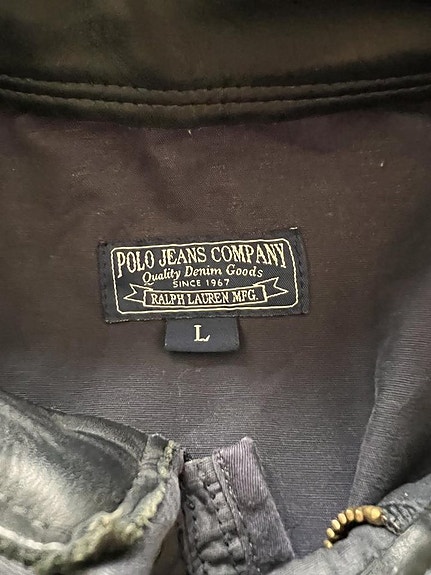 POLO JEANS COMPANY
Quality Denim Goods
SINCE 1967
RALPH LAUREN MFG.
L